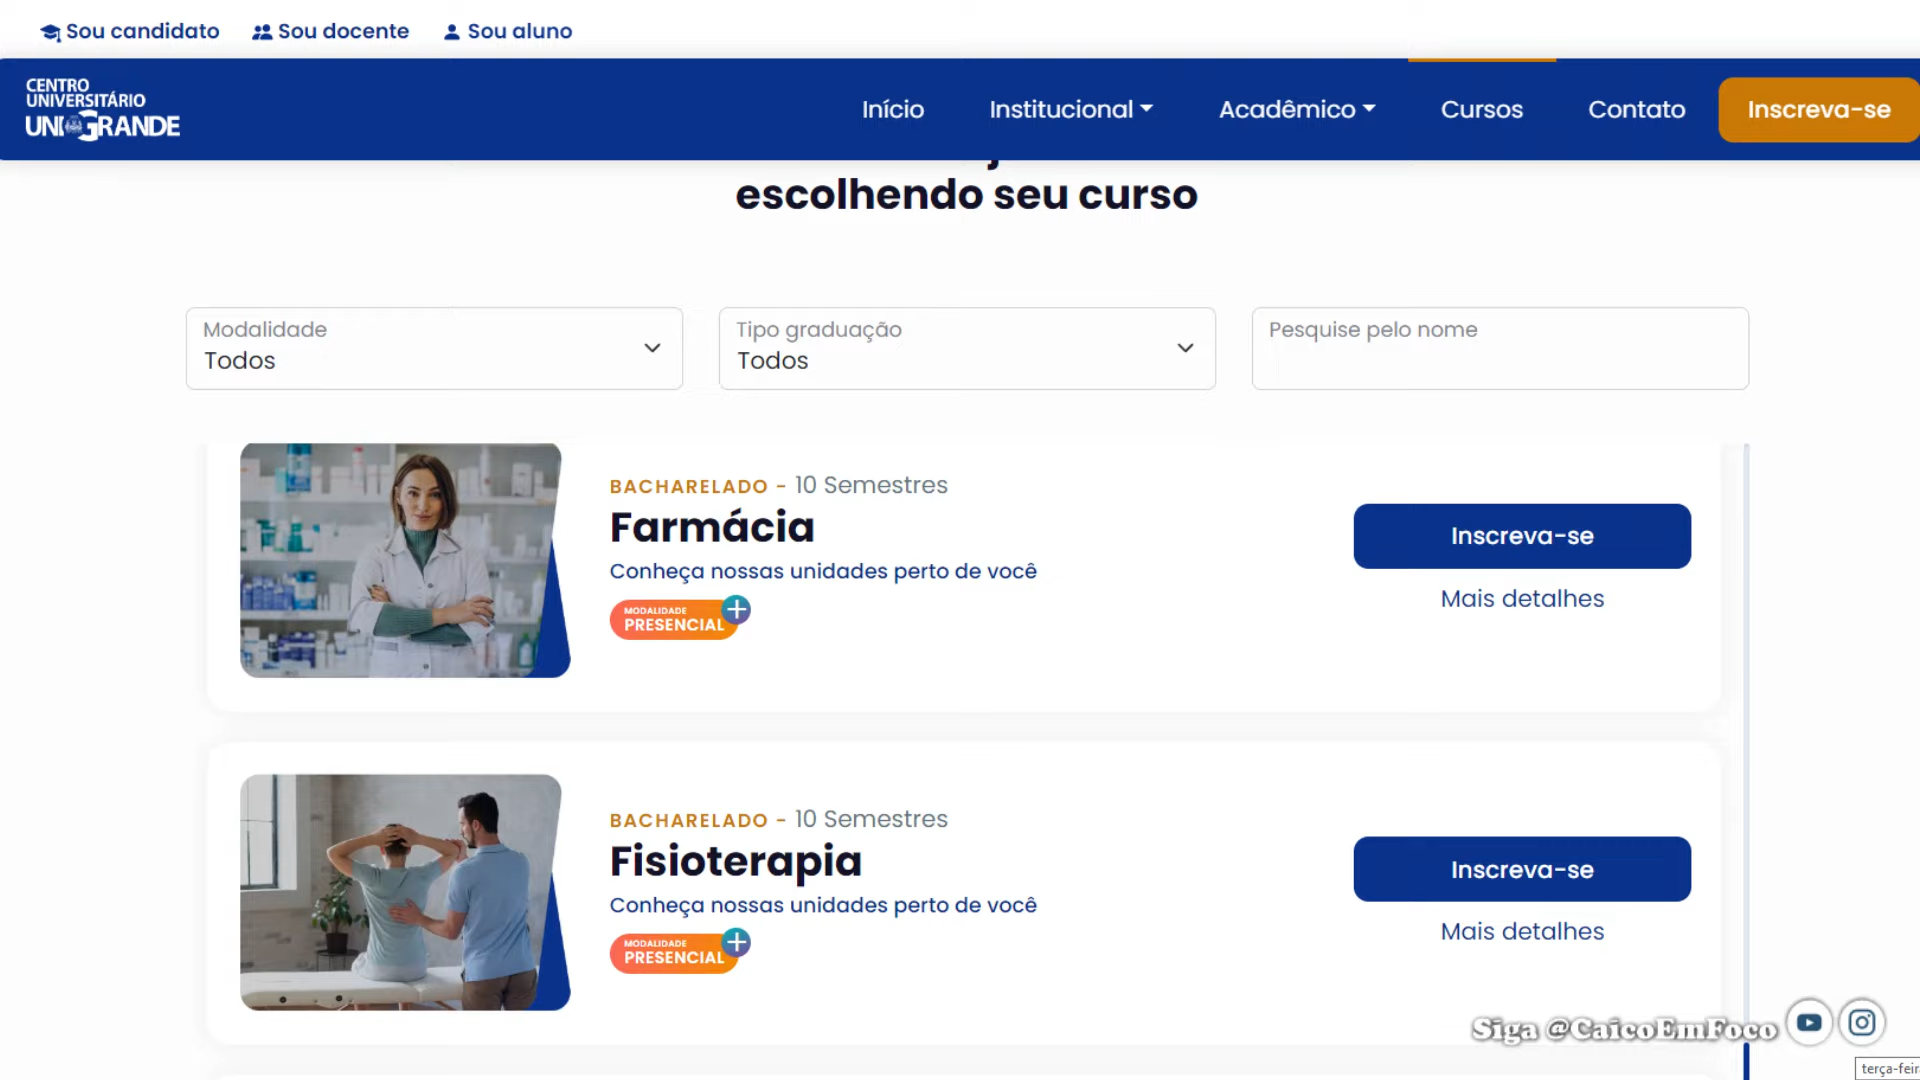 Sou candidato
Sou docente
Sou aluno
CENTRO
UNIVERSITÁRIO
UNIGRANDE
Início
Institucional
Acadêmico
Cursos
Contato
Inscreva-se
escolhendo seu curso
Modalidade
Todos
Tipo graduação
Todos
Pesquise pelo nome
BACHARELADO - 10 Semestres
Farmácia
Conheça nossas unidades perto de você
MODALIDADE
PRESENCIAL +
Inscreva-se
Mais detalhes
BACHARELADO - 10 Semestres
Fisioterapia
Conheça nossas unidades perto de você
MODALIDADE
PRESENCIAL +
Inscreva-se
Mais detalhes
Siga @CaicoEmFoco
terça-feir